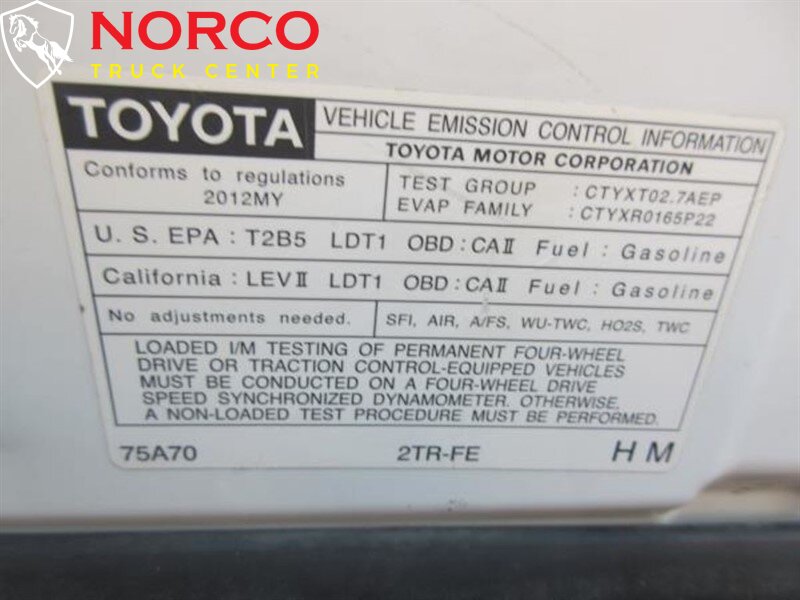 NORCO
TRUCK CENTER
TOYOTA
VEHICLE EMISSION CONTROL INFORMATION
TOYOTA MOTOR CORPORATION
Conforms to regulations
2012MY
TEST GROUP : CTYXT02.7AEP
EVAP FAMILY : CTYXR0165P22
U. S. EPA : T2B5 LDT1 OBD : CAII Fuel : Gasoline
California : LEVII LDT1 OBD : CAII Fuel : Gasoline
No adjustments needed.
SFI, AIR, A/FS, WU-TWC, HO2S, TWC
LOADED I/M TESTING OF PERMANENT FOUR-WHEEL
DRIVE OR TRACTION CONTROL-EQUIPPED VEHICLES
MUST BE CONDUCTED ON A FOUR-WHEEL DRIVE
SPEED SYNCHRONIZED DYNAMOMETER. OTHERWISE,
A NON-LOADED TEST PROCEDURE MUST BE PERFORMED.
75A70 2TR-FE H M